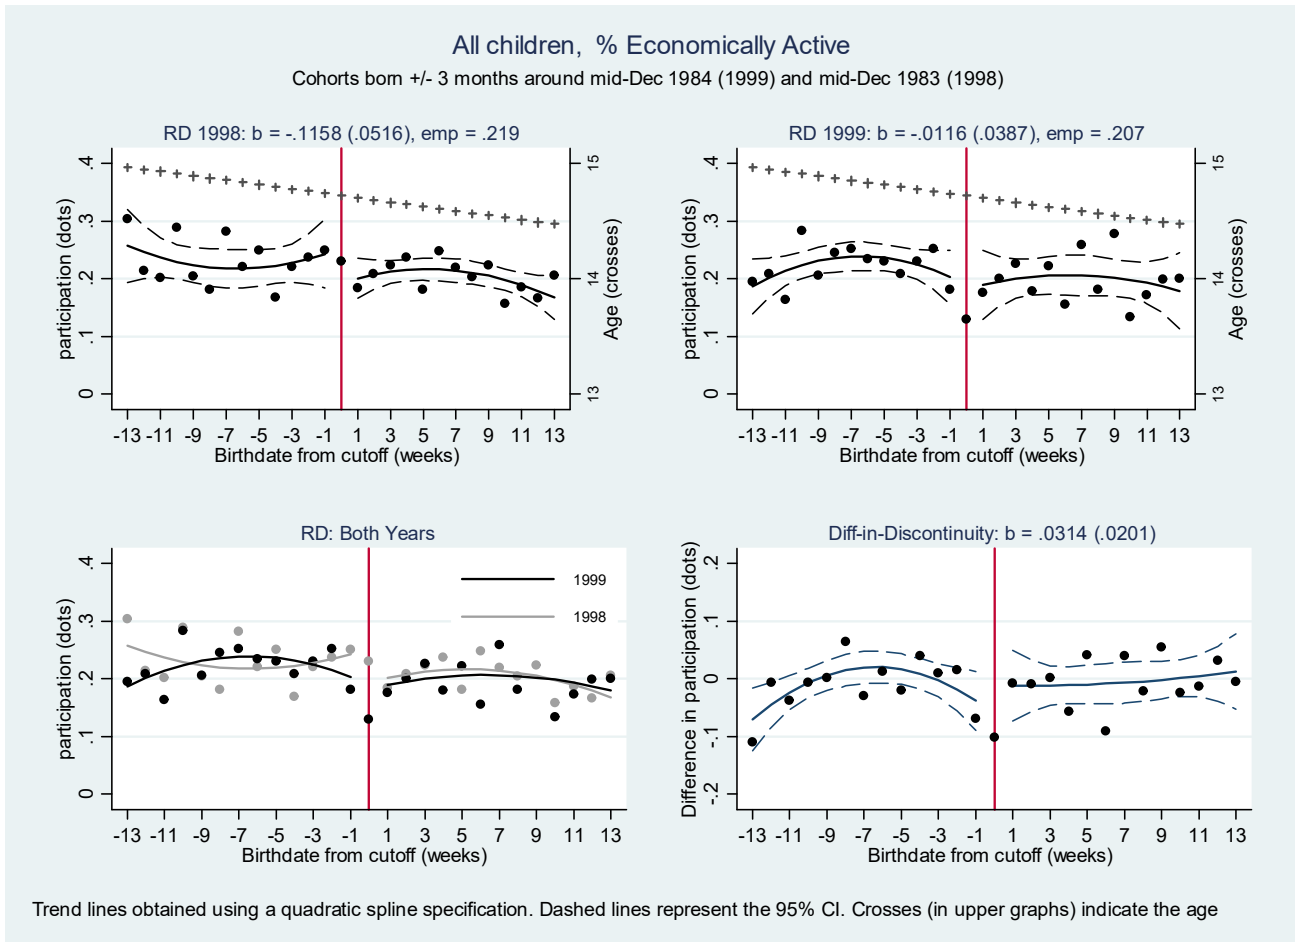 All children,  % Economically Active
Cohorts born +/- 3 months around mid-Dec 1984 (1999) and mid-Dec 1983 (1998)
RD 1998: b = -.1158 (.0516), emp = .219
participation (dots)
.4
.3
.2
.1
0
15
14
13
Age (crosses)
-13 -11 -9 -7 -5 -3 -1 1 3 5 7 9 11 13
Birthdate from cutoff (weeks)
RD 1999: b = -.0116 (.0387), emp = .207
participation (dots)
.4
.3
.2
.1
0
15
14
13
Age (crosses)
-13 -11 -9 -7 -5 -3 -1 1 3 5 7 9 11 13
Birthdate from cutoff (weeks)
RD: Both Years
participation (dots)
.4
.3
.2
.1
0
1999
1998
-13 -11 -9 -7 -5 -3 -1 1 3 5 7 9 11 13
Birthdate from cutoff (weeks)
Diff-in-Discontinuity: b = .0314 (.0201)
Difference in participation (dots)
.2
.1
0
-.1
-.2
-13 -11 -9 -7 -5 -3 -1 1 3 5 7 9 11 13
Birthdate from cutoff (weeks)
Trend lines obtained using a quadratic spline specification. Dashed lines represent the 95% CI. Crosses (in upper graphs) indicate the age